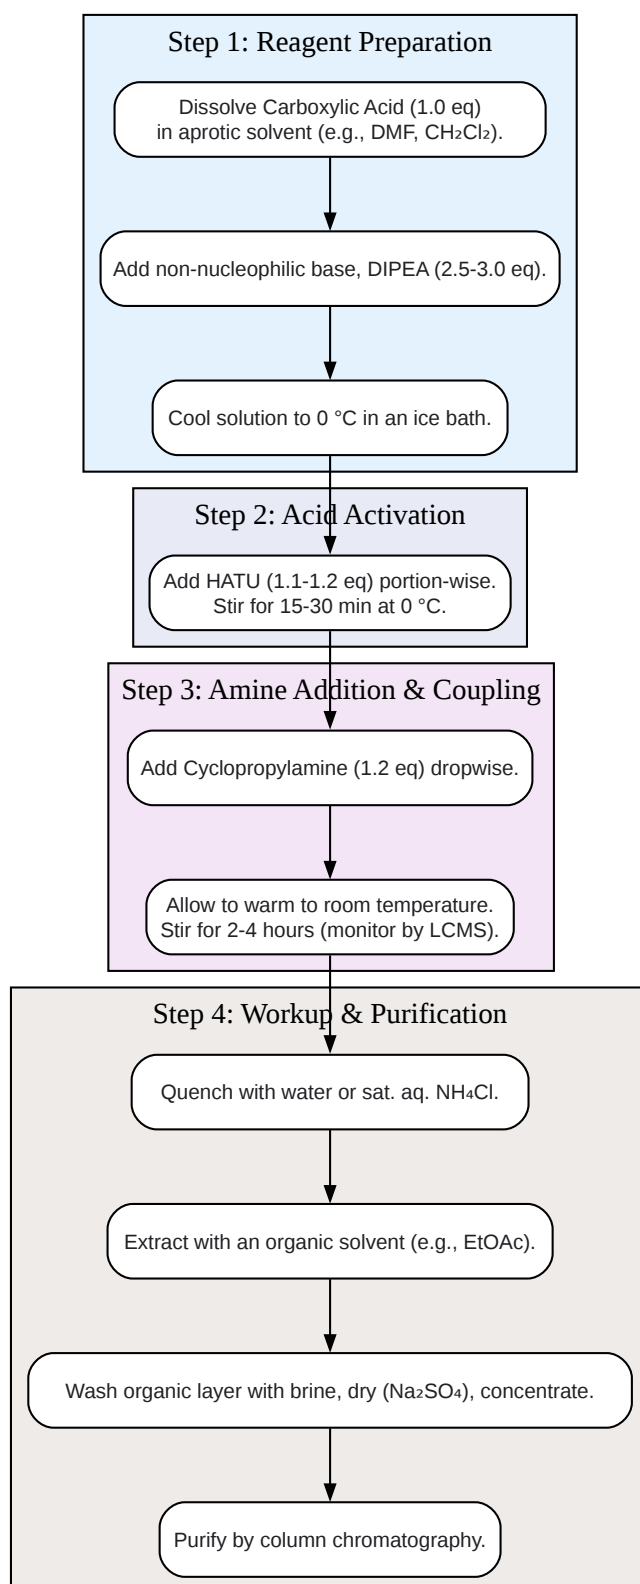 Step 1: Reagent Preparation
Dissolve Carboxylic Acid (1.0 eq)
in aprotic solvent (e.g., DMF, CH₂Cl₂).
Add non-nucleophilic base, DIPEA (2.5-3.0 eq).
Cool solution to 0 °C in an ice bath.
Step 2: Acid Activation
Add HATU (1.1-1.2 eq) portion-wise.
Stir for 15-30 min at 0 °C.
Step 3: Amine Addition & Coupling
Add Cyclopropylamine (1.2 eq) dropwise.
Allow to warm to room temperature.
Stir for 2-4 hours (monitor by LCMS).
Step 4: Workup & Purification
Quench with water or sat. aq. NH₄Cl.
Extract with an organic solvent (e.g., EtOAc).
Wash organic layer with brine, dry (Na₂SO₄), concentrate.
Purify by column chromatography.